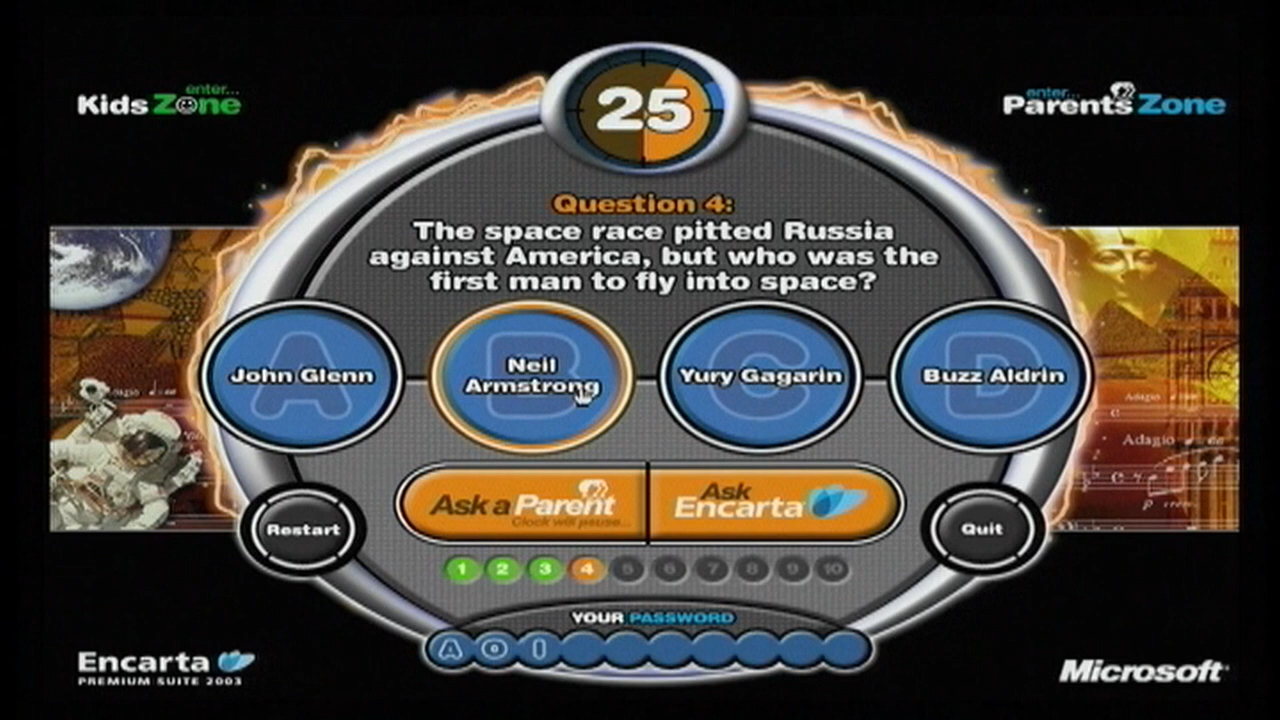 enter...
Kids Zone
25
enter...
Parents Zone
Question 4:
The space race pitted Russia
against America, but who was the
first man to fly into space?
A
John Glenn
B
Neil
Armstrong
C
Yury Gagarin
D
Buzz Aldrin
Adagio
Adagio
Ask a Parent
Clock will pause...
Ask
Encarta
Restart
Quit
1 2 3 4 5 6 7 8 9 10
YOUR PASSWORD
A O I
Encarta
PREMIUM SUITE 2003
Microsoft